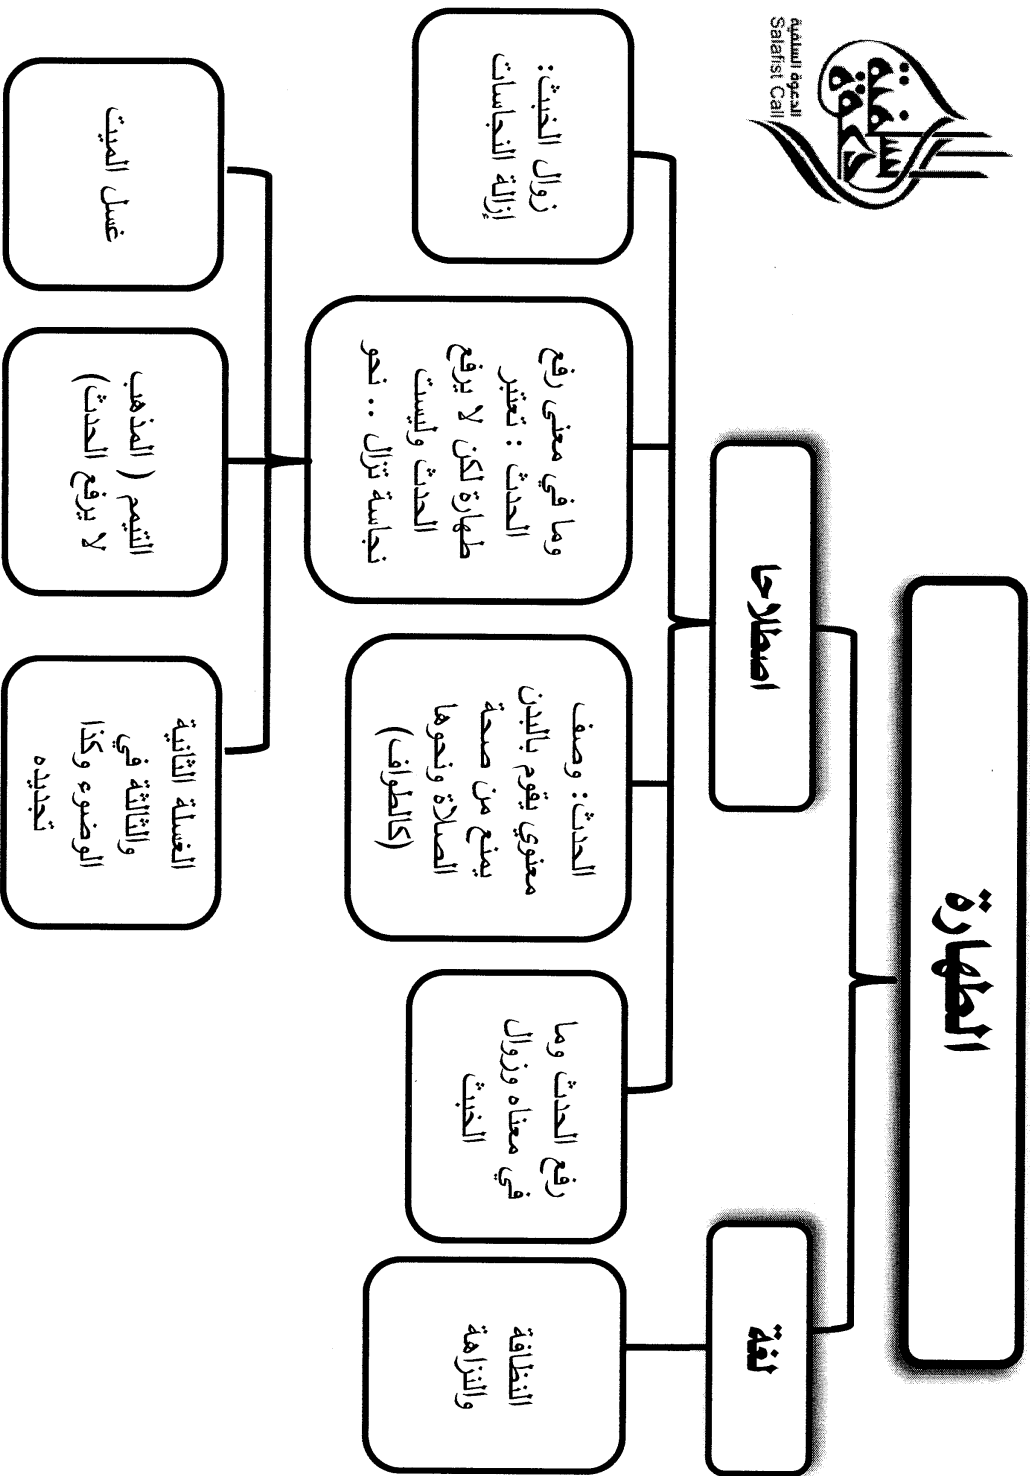 الطهارة
لغة
اصطلاحا
النظافة
والنزاهة
رفع الحدث وما
في معناه وزوال
الخبث
الحدث: وصف
معنوي يقوم بالبدن
يمنع من صحة
الصلاة ونحوها
(كالطواف)
وما في معنى رفع
الحدث : تعتبر
طهارة لكن لا يرفع
الحدث وليست
نجاسة تزال .. نحو
زوال الخبث:
إزالة النجاسات
الغسلة الثانية
والثالثة في
الوضوء وكذا
تجديده
التيمم ( المذهب
لا يرفع الحدث)
غسل الميت
الدعوة السلفية
Salafist Call